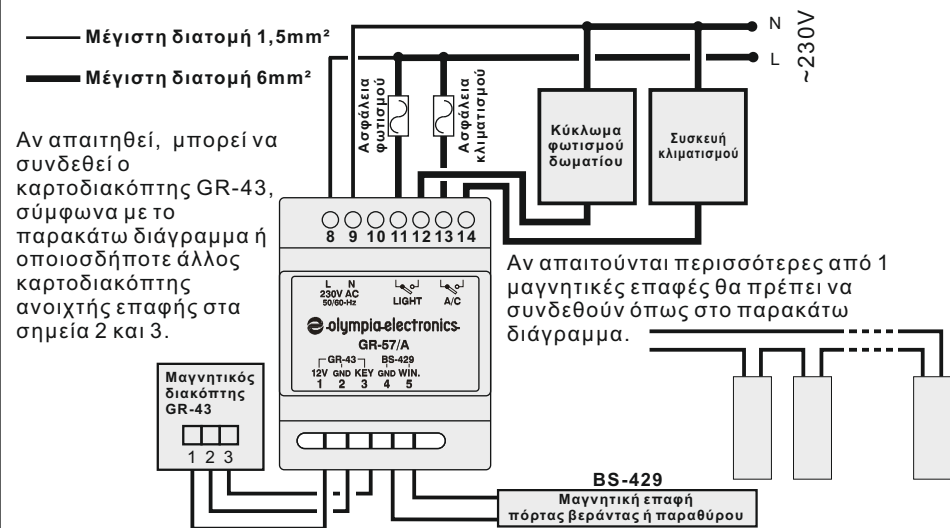 Μέγιστη διατομή 1,5mm²
Μέγιστη διατομή 6mm²
N
L
~230V
Ασφάλεια
φωτισμού
Ασφάλεια
κλιματισμού
Κύκλωμα
φωτισμού
δωματίου
Συσκευή
κλιματισμού
Αν απαιτηθεί, μπορεί να
συνδεθεί ο
καρτοδιακόπτης GR-43,
σύμφωνα με το
παρακάτω διάγραμμα ή
οποιοσδήποτε άλλος
καρτοδιακόπτης
ανοιχτής επαφής στα
σημεία 2 και 3.
8 9 10 11 12 13 14
L N
230V AC
50/60-Hz
LIGHT
A/C
olympia-electronics
GR-57/A
GR-43 BS-429
12V GND KEY GND WIN.
1 2 3 4 5
Αν απαιτούνται περισσότερες από 1
μαγνητικές επαφές θα πρέπει να
συνδεθούν όπως στο παρακάτω
διάγραμμα.
Μαγνητικός
διακόπτης
GR-43
1 2 3
BS-429
Μαγνητική επαφή
πόρτας βεράντας ή παραθύρου